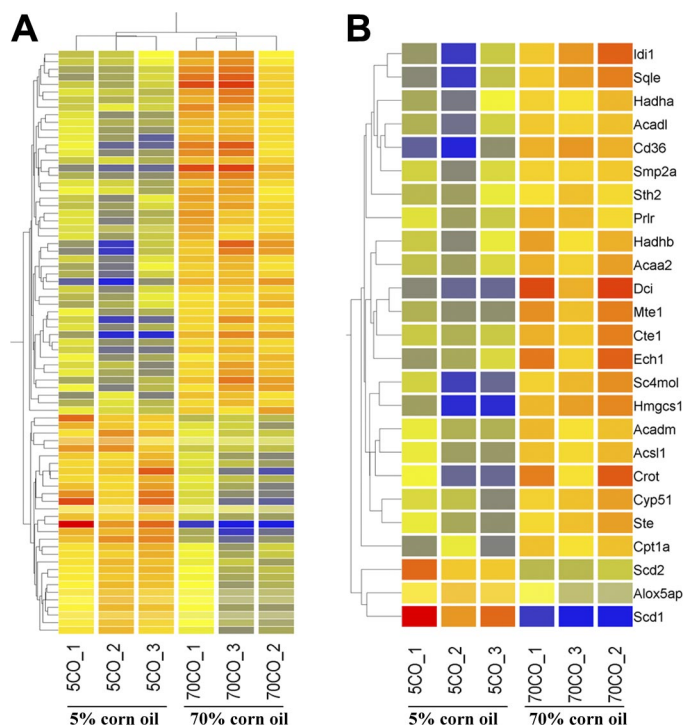 A
B
Idi1
Sqle
Hadha
Acadl
Cd36
Smp2a
Sth2
Prlr
Hadhb
Acaa2
Dci
Mte1
Cte1
Ech1
Sc4mol
Hmgcs1
Acadm
Acsl1
Crot
Cyp51
Ste
Cpt1a
Scd2
Alox5ap
Scd1
5CO_1
5CO_2
5CO_3
70CO_1
70CO_3
70CO_2
5% corn oil
70% corn oil
5CO_1
5CO_2
5CO_3
70CO_1
70CO_3
70CO_2
5% corn oil
70% corn oil